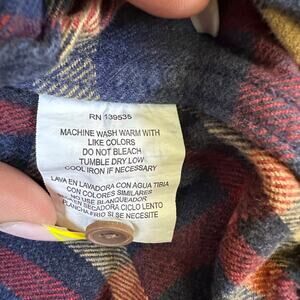 RN 139535
MACHINE WASH WARM WITH
LIKE COLORS
DO NOT BLEACH
TUMBLE DRY LOW
COOL IRON IF NECESSARY
LAVA EN LAVADORA CON AGUA TIBIA
CON COLORES SIMILARES
NO USE BLANQUEADOR
EN SECADORA CICLO LENTO
PLANCHA FRIO SI SE NECESITE